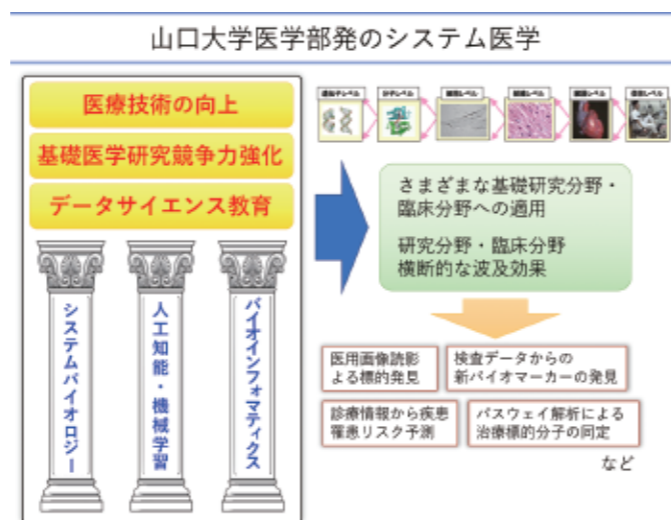 山口大学医学部発のシステム医学
医療技術の向上
基礎医学研究競争力強化
データサイエンス教育
システムバイオロジー
人工知能・機械学習
バイオインフォマティクス
さまざまな基礎研究分野・
臨床分野への適用
研究分野・臨床分野
横断的な波及効果
医用画像読影
よる標的発見
検査データからの
新バイオマーカーの発見
診療情報から疾患
罹患リスク予測
パスウェイ解析による
治療標的分子の同定
など